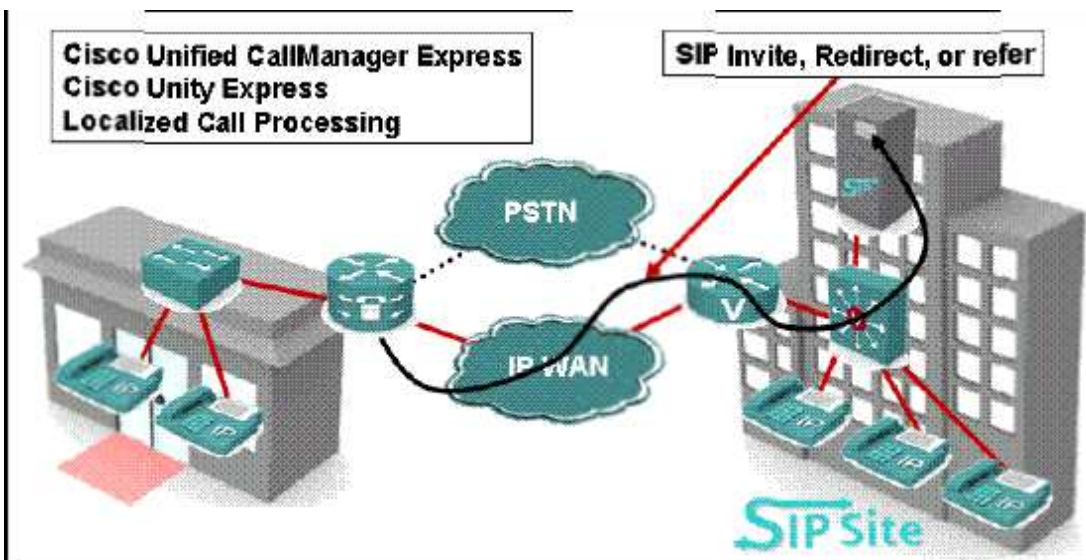 Cisco Unified CallManager Express
Cisco Unity Express
Localized Call Processing
SIP Invite, Redirect, or refer
SIP
PSTN
V
IP WAN
IP
IP
IP
IP
IP
SIP Site